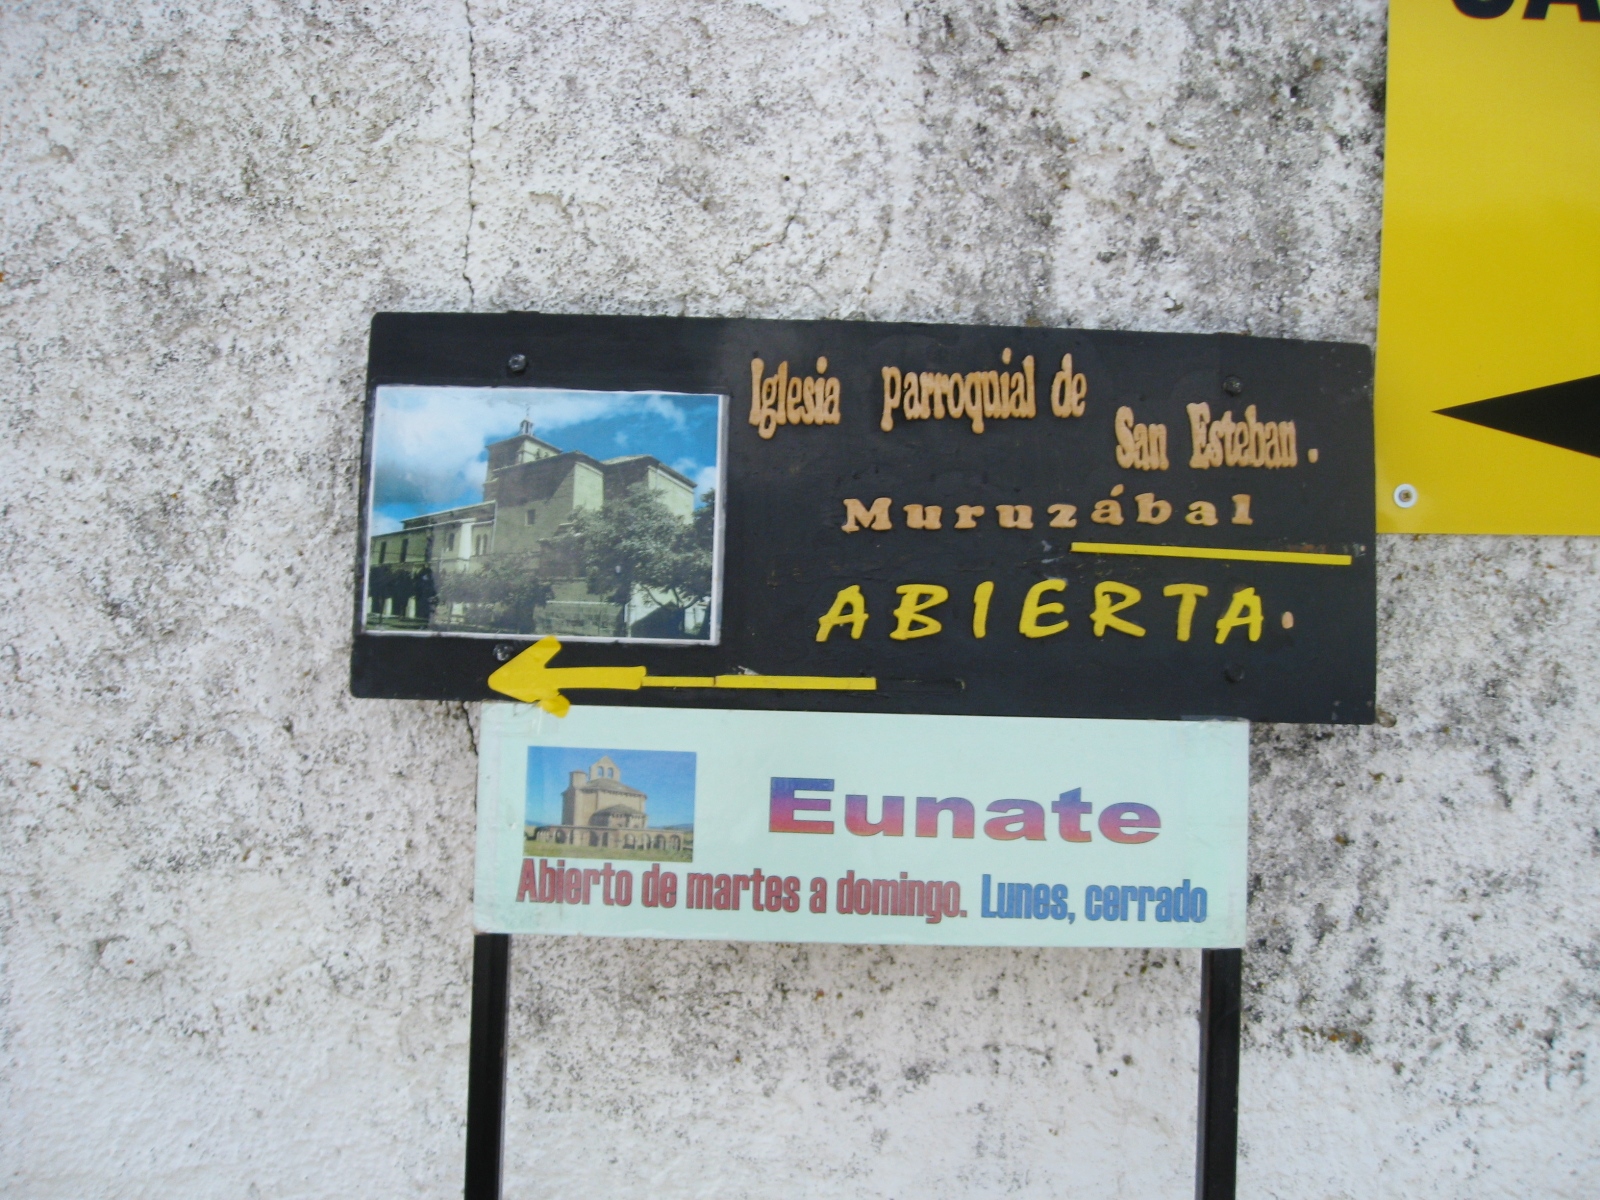 Iglesia parroquial de
San Esteban.
Muruzábal
ABIERTA.
Eunate
Abierto de martes a domingo. Lunes, cerrado